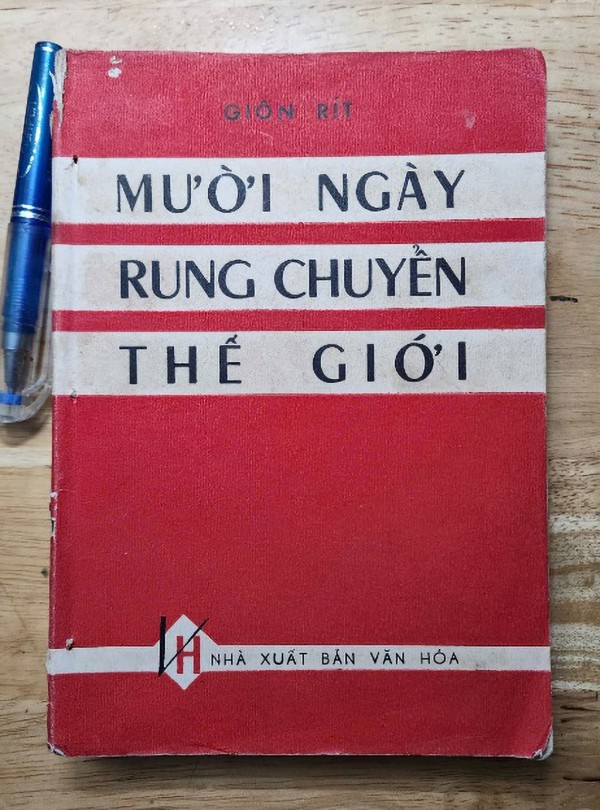 GIÔN RÍT
MƯỜI NGÀY
RUNG CHUYỂN
THẾ GIỚI
VH NHÀ XUẤT BẢN VĂN HÓA